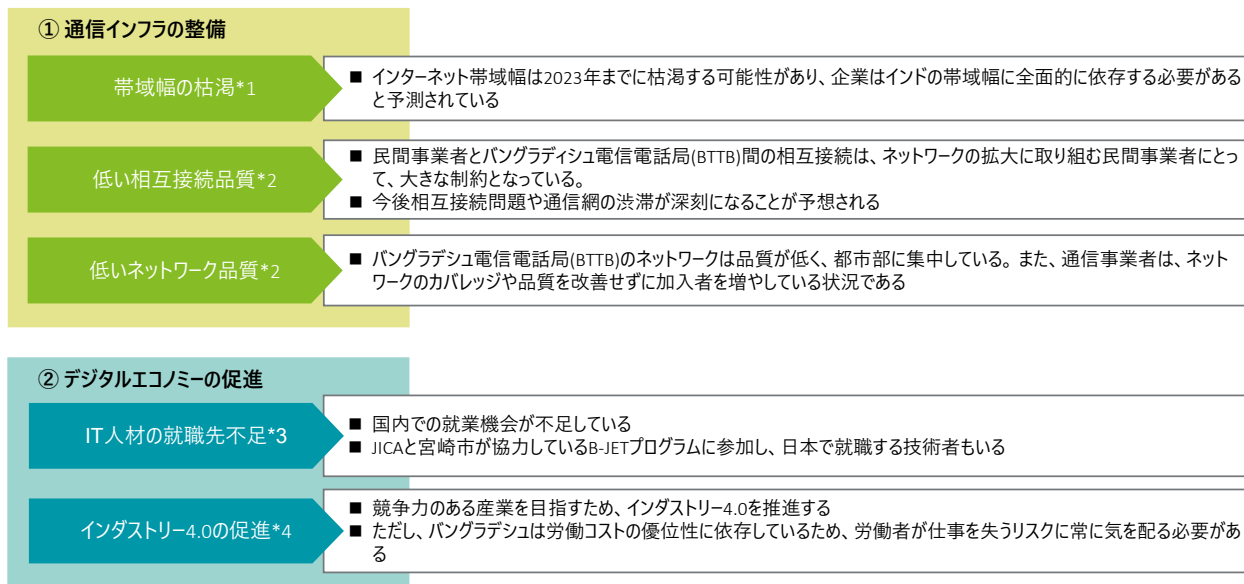 ① 通信インフラの整備
帯域幅の枯渇*1
■ インターネット帯域幅は2023年までに枯渇する可能性があり、企業はインドの帯域幅に全面的に依存する必要がある
と予測されている
低い相互接続品質*2
■ 民間事業者とバングラディシュ電信電話局(BTTB)間の相互接続は、ネットワークの拡大に取り組む民間事業者にとっ
て、大きな制約となっている。
■ 今後相互接続問題や通信網の渋滞が深刻になることが予想される
低いネットワーク品質*2
■ バングラデシュ電信電話局(BTTB)のネットワークは品質が低く、都市部に集中している。また、通信事業者は、ネット
ワークのカバレッジや品質を改善せずに加入者を増やしている状況である
② デジタルエコノミーの促進
IT人材の就職先不足*3
■ 国内での就業機会が不足している
■ JICAと宮崎市が協力しているB-JETプログラムに参加し、日本で就職する技術者もいる
インダストリー4.0の促進*4
■ 競争力のある産業を目指すため、インダストリー4.0を推進する
■ ただし、バングラデシュは労働コストの優位性に依存しているため、労働者が仕事を失うリスクに常に気を配る必要があ
る